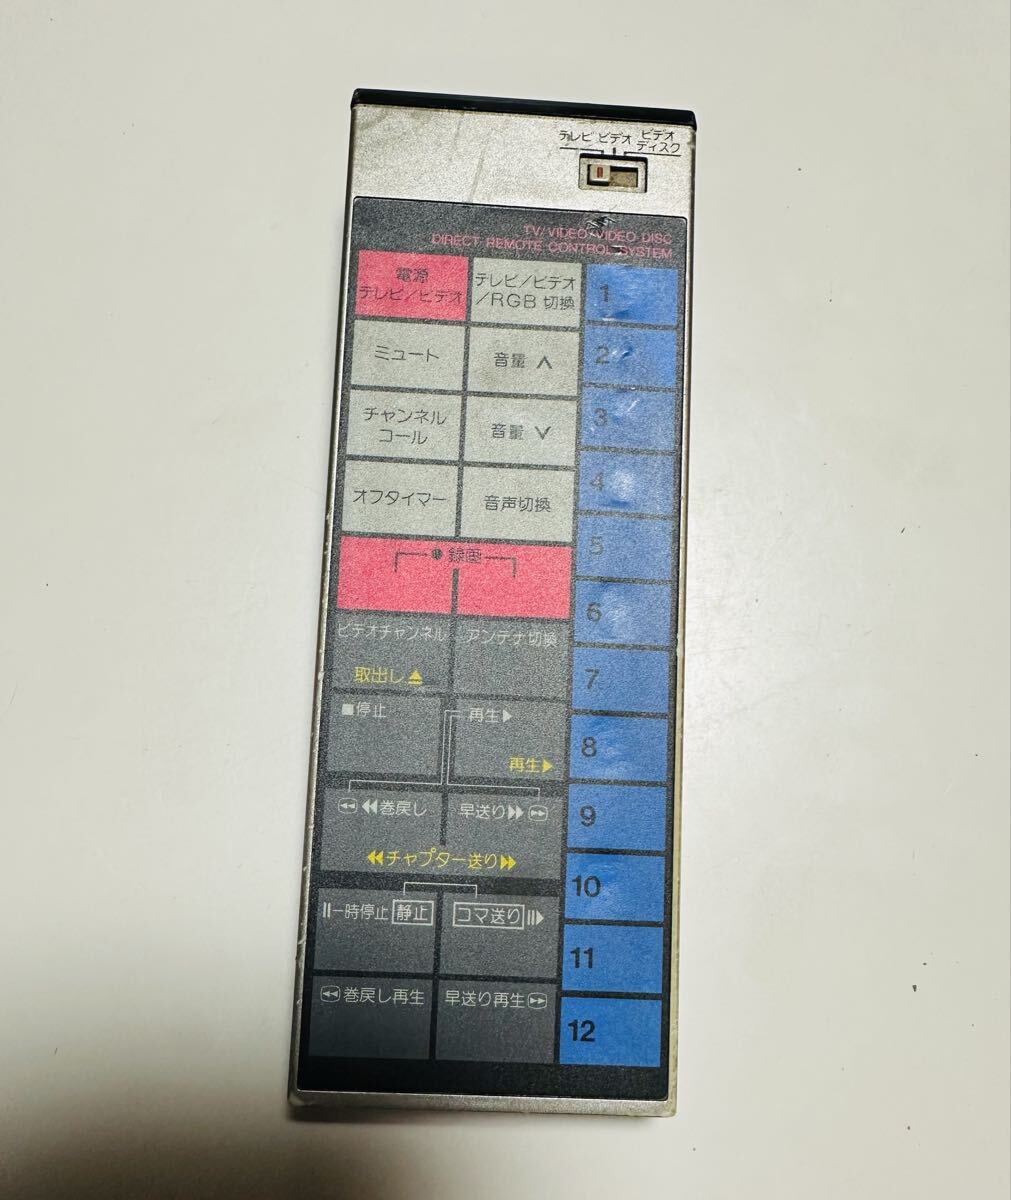 テレビ ビデオ ビデオ
ディスク
TV/VIDEO/VIDEO DISC
DIRECT REMOTE CONTROL SYSTEM
電源
テレビ/ビデオ
テレビ/ビデオ
/RGB 切換
1
ミュート
音量 ∧
2
チャンネル
コール
音量 ∨
3
オフタイマー
音声切換
4
録画
5
6
ビデオチャンネル
アンテナ切換
取出し⏏
7
■停止
再生▶
再生▶
8
◀◀ ◀◀巻戻し
早送り▶▶ ▶▶
9
◀◀チャプター送り▶▶
10
II一時停止 静止
コマ送り II▶
11
◀◀ 巻戻し再生
早送り再生 ▶▶
12